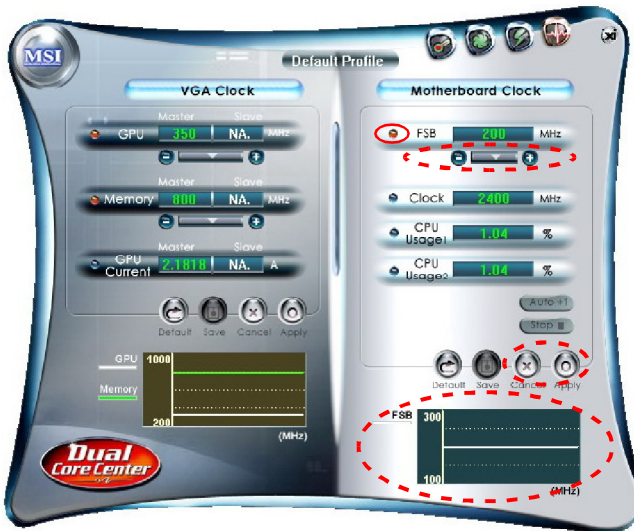 MSI
Default Profile
VGA Clock
Master Slave
GPU 350 NA. MHz
Master Slave
Memory 800 NA. MHz
Master Slave
GPU Current 2.1818 NA. A
Default Save Cancel Apply
GPU
Memory
1000
200
(MHz)
Dual
Core Center
Motherboard Clock
FSB 200 MHz
Clock 2400 MHz
CPU Usage1 1.04 %
CPU Usage2 1.04 %
Auto +1
Stop
Default Save Cancel Apply
FSB
300
100
(MHz)